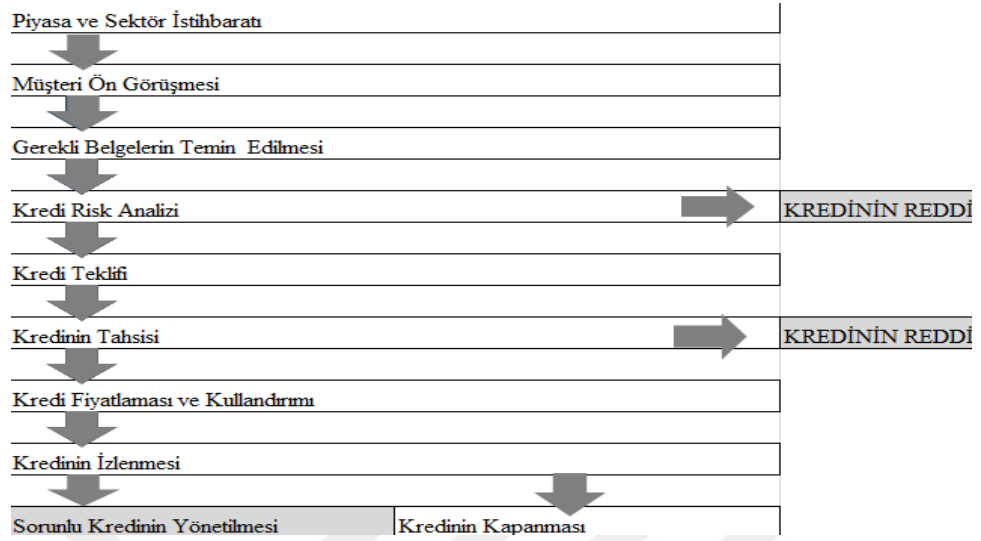 Piyasa ve Sektör İstihbaratı
Müşteri Ön Görüşmesi
Gerekli Belgelerin Temin Edilmesi
Kredi Risk Analizi
KREDİNİN REDDİ
Kredi Teklifi
Kredinin Tahsisi
KREDİNİN REDDİ
Kredi Fiyatlaması ve Kullandırımı
Kredinin İzlenmesi
Sorunlu Kredinin Yönetilmesi
Kredinin Kapanması